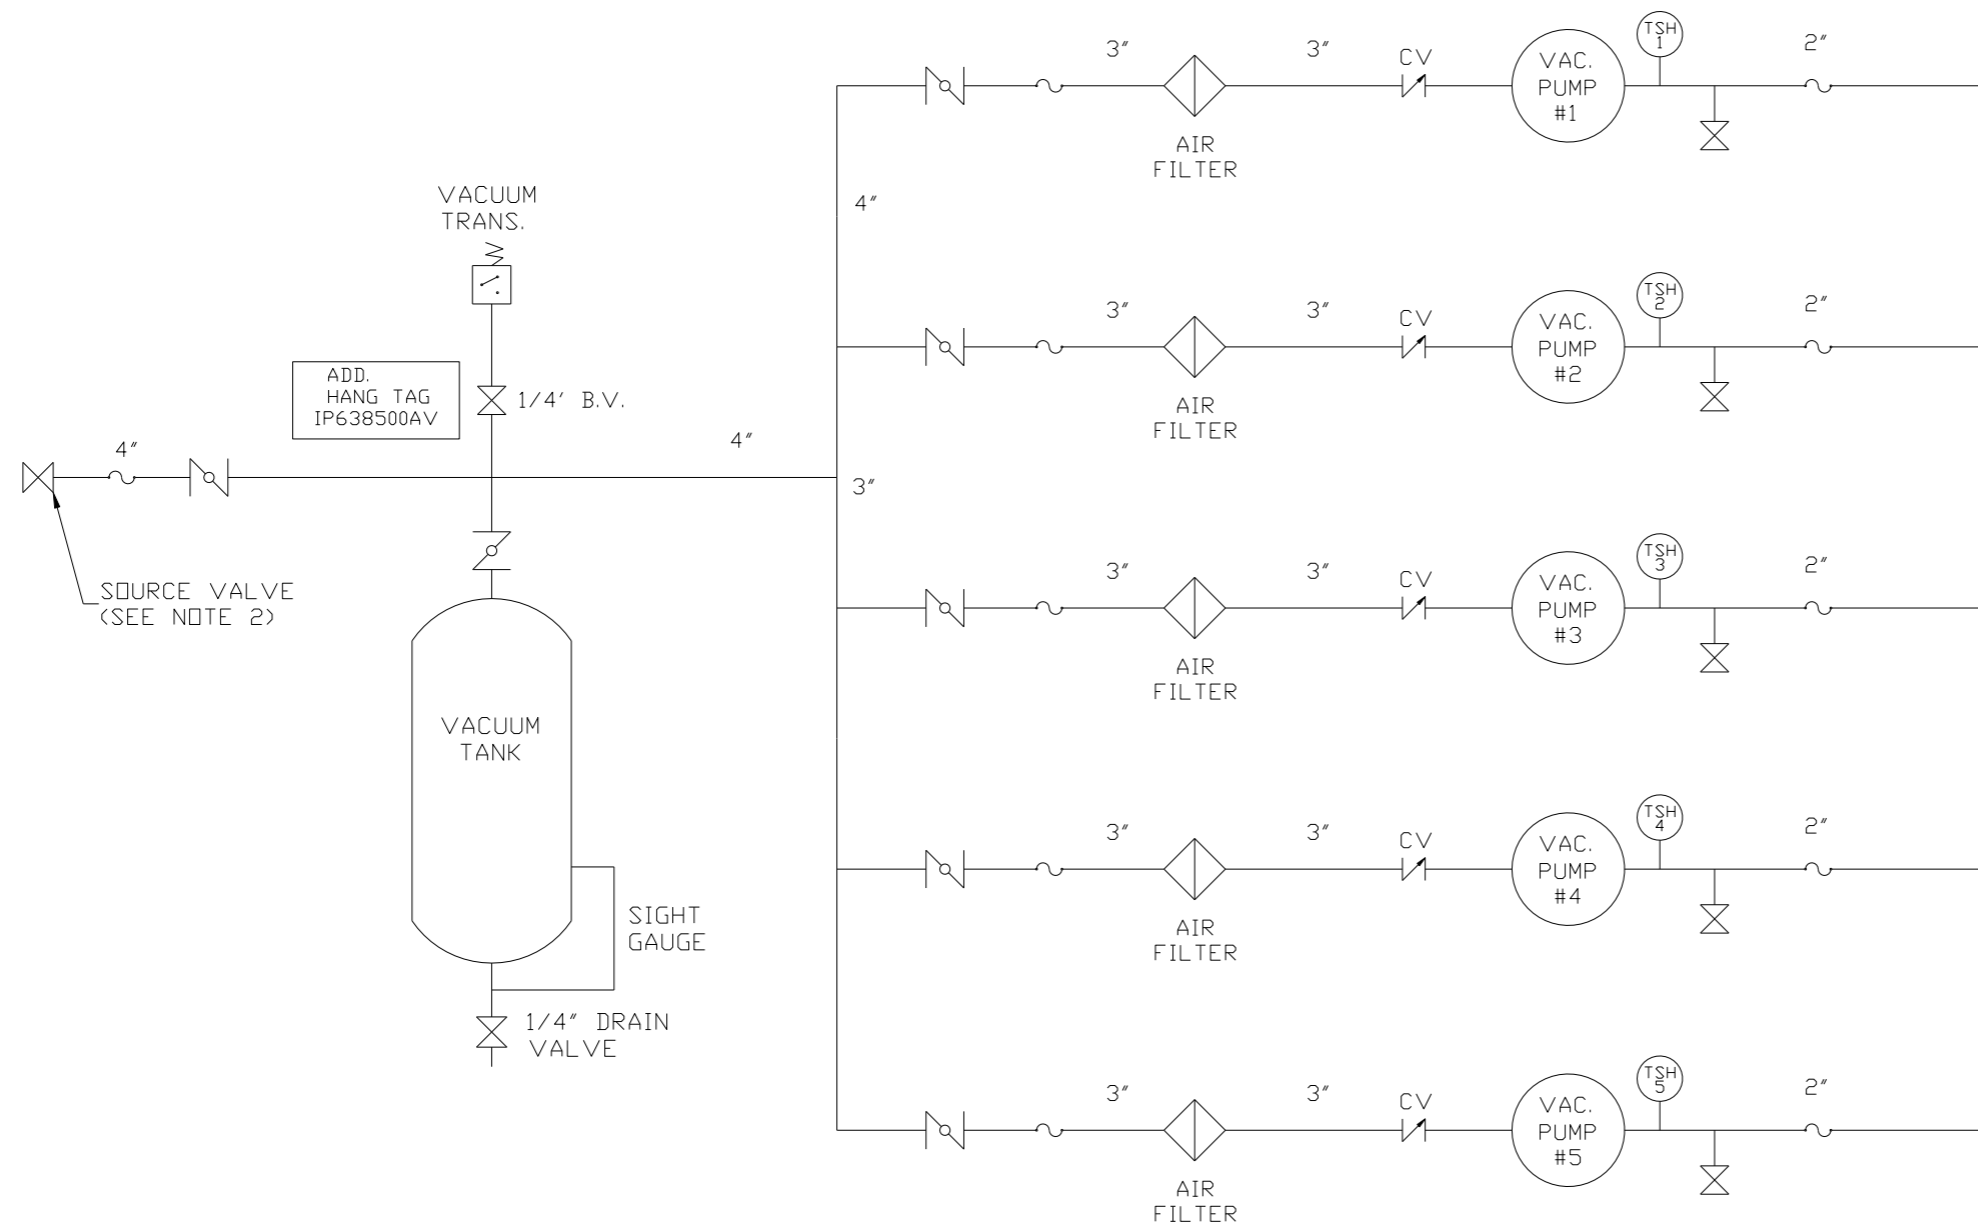 3" 3" CV VAC. PUMP #1 TSH 1 2"
AIR
FILTER
4"
VACUUM
TRANS.
3" 3" CV VAC. PUMP #2 TSH 2 2"
AIR
FILTER
ADD.
HANG TAG
IP638500AV
1/4' B.V.
4"
4"
3"
SOURCE VALVE
(SEE NOTE 2)
3" 3" CV VAC. PUMP #3 TSH 3 2"
AIR
FILTER
VACUUM
TANK
3" 3" CV VAC. PUMP #4 TSH 4 2"
AIR
FILTER
SIGHT
GAUGE
1/4" DRAIN
VALVE
3" 3" CV VAC. PUMP #5 TSH 5 2"
AIR
FILTER